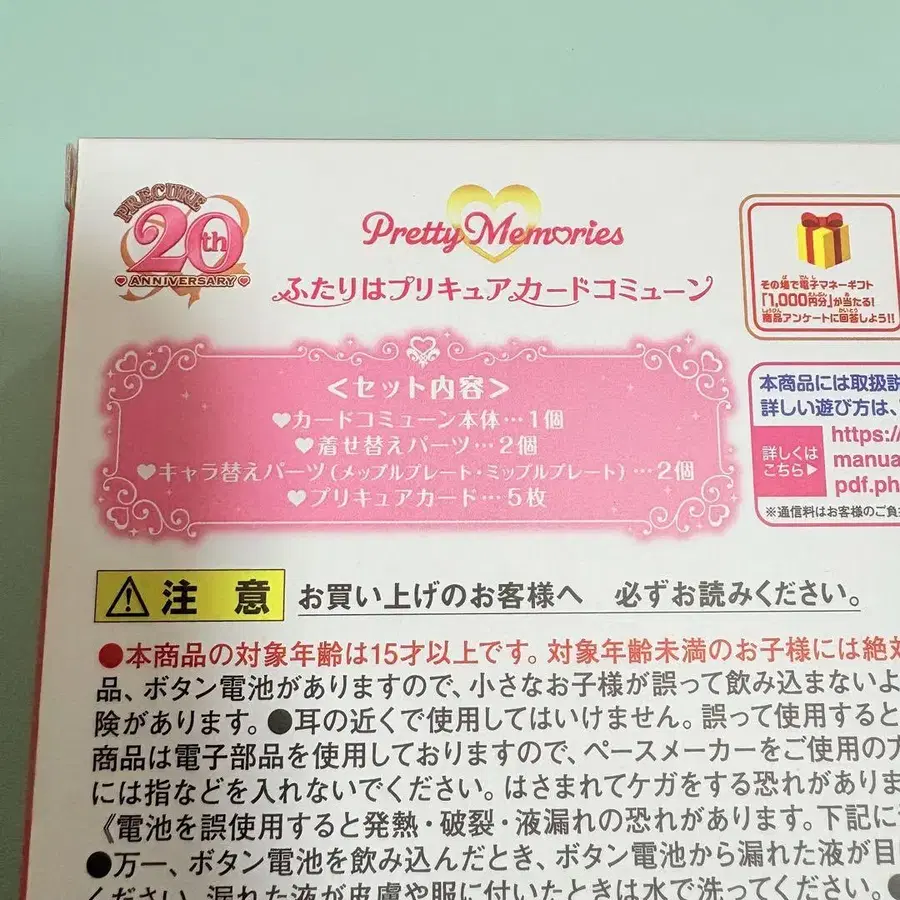 PRECURE
20th
ANNIVERSARY
Pretty Memories
ふたりはプリキュアカードコミューン
その場で電子マネーギフト
「1,000円分」が当たる!
商品アンケートに回答しよう!!
<セット内容>
♥カードコミューン本体…1個
♥着せ替えパーツ…2個
♥キャラ替えパーツ(メップルプレート・ミップルプレート)…2個
♥プリキュアカード…5枚
本商品には取扱説
詳しい遊び方は、
詳しくは
こちら▶
https://
manua
pdf.ph
※通信料はお客様のご負
注 意
お買い上げのお客様へ 必ずお読みください。
●本商品の対象年齢は15才以上です。対象年齢未満のお子様には絶対
品、ボタン電池がありますので、小さなお子様が誤って飲み込まないよ
険があります。●耳の近くで使用してはいけません。誤って使用すると
商品は電子部品を使用しておりますので、ペースメーカーをご使用の方
には指などを入れないでください。はさまれてケガをする恐れがありま
《電池を誤使用すると発熱・破裂・液漏れの恐れがあります。下記に
●万一、ボタン電池を飲み込んだとき、ボタン電池から漏れた液が目
ください。漏れた液が皮膚や服に付いたときは水で洗ってください。●